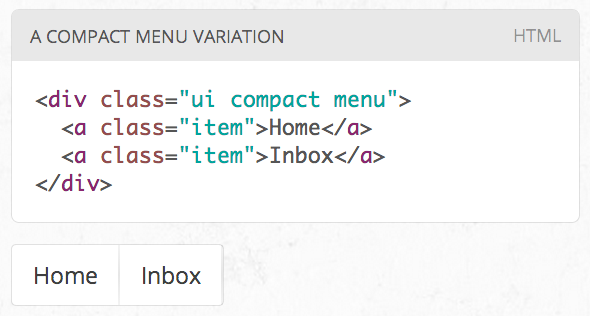 A COMPACT MENU VARIATION HTML
<div class="ui compact menu">
  <a class="item">Home</a>
  <a class="item">Inbox</a>
</div>
Home Inbox